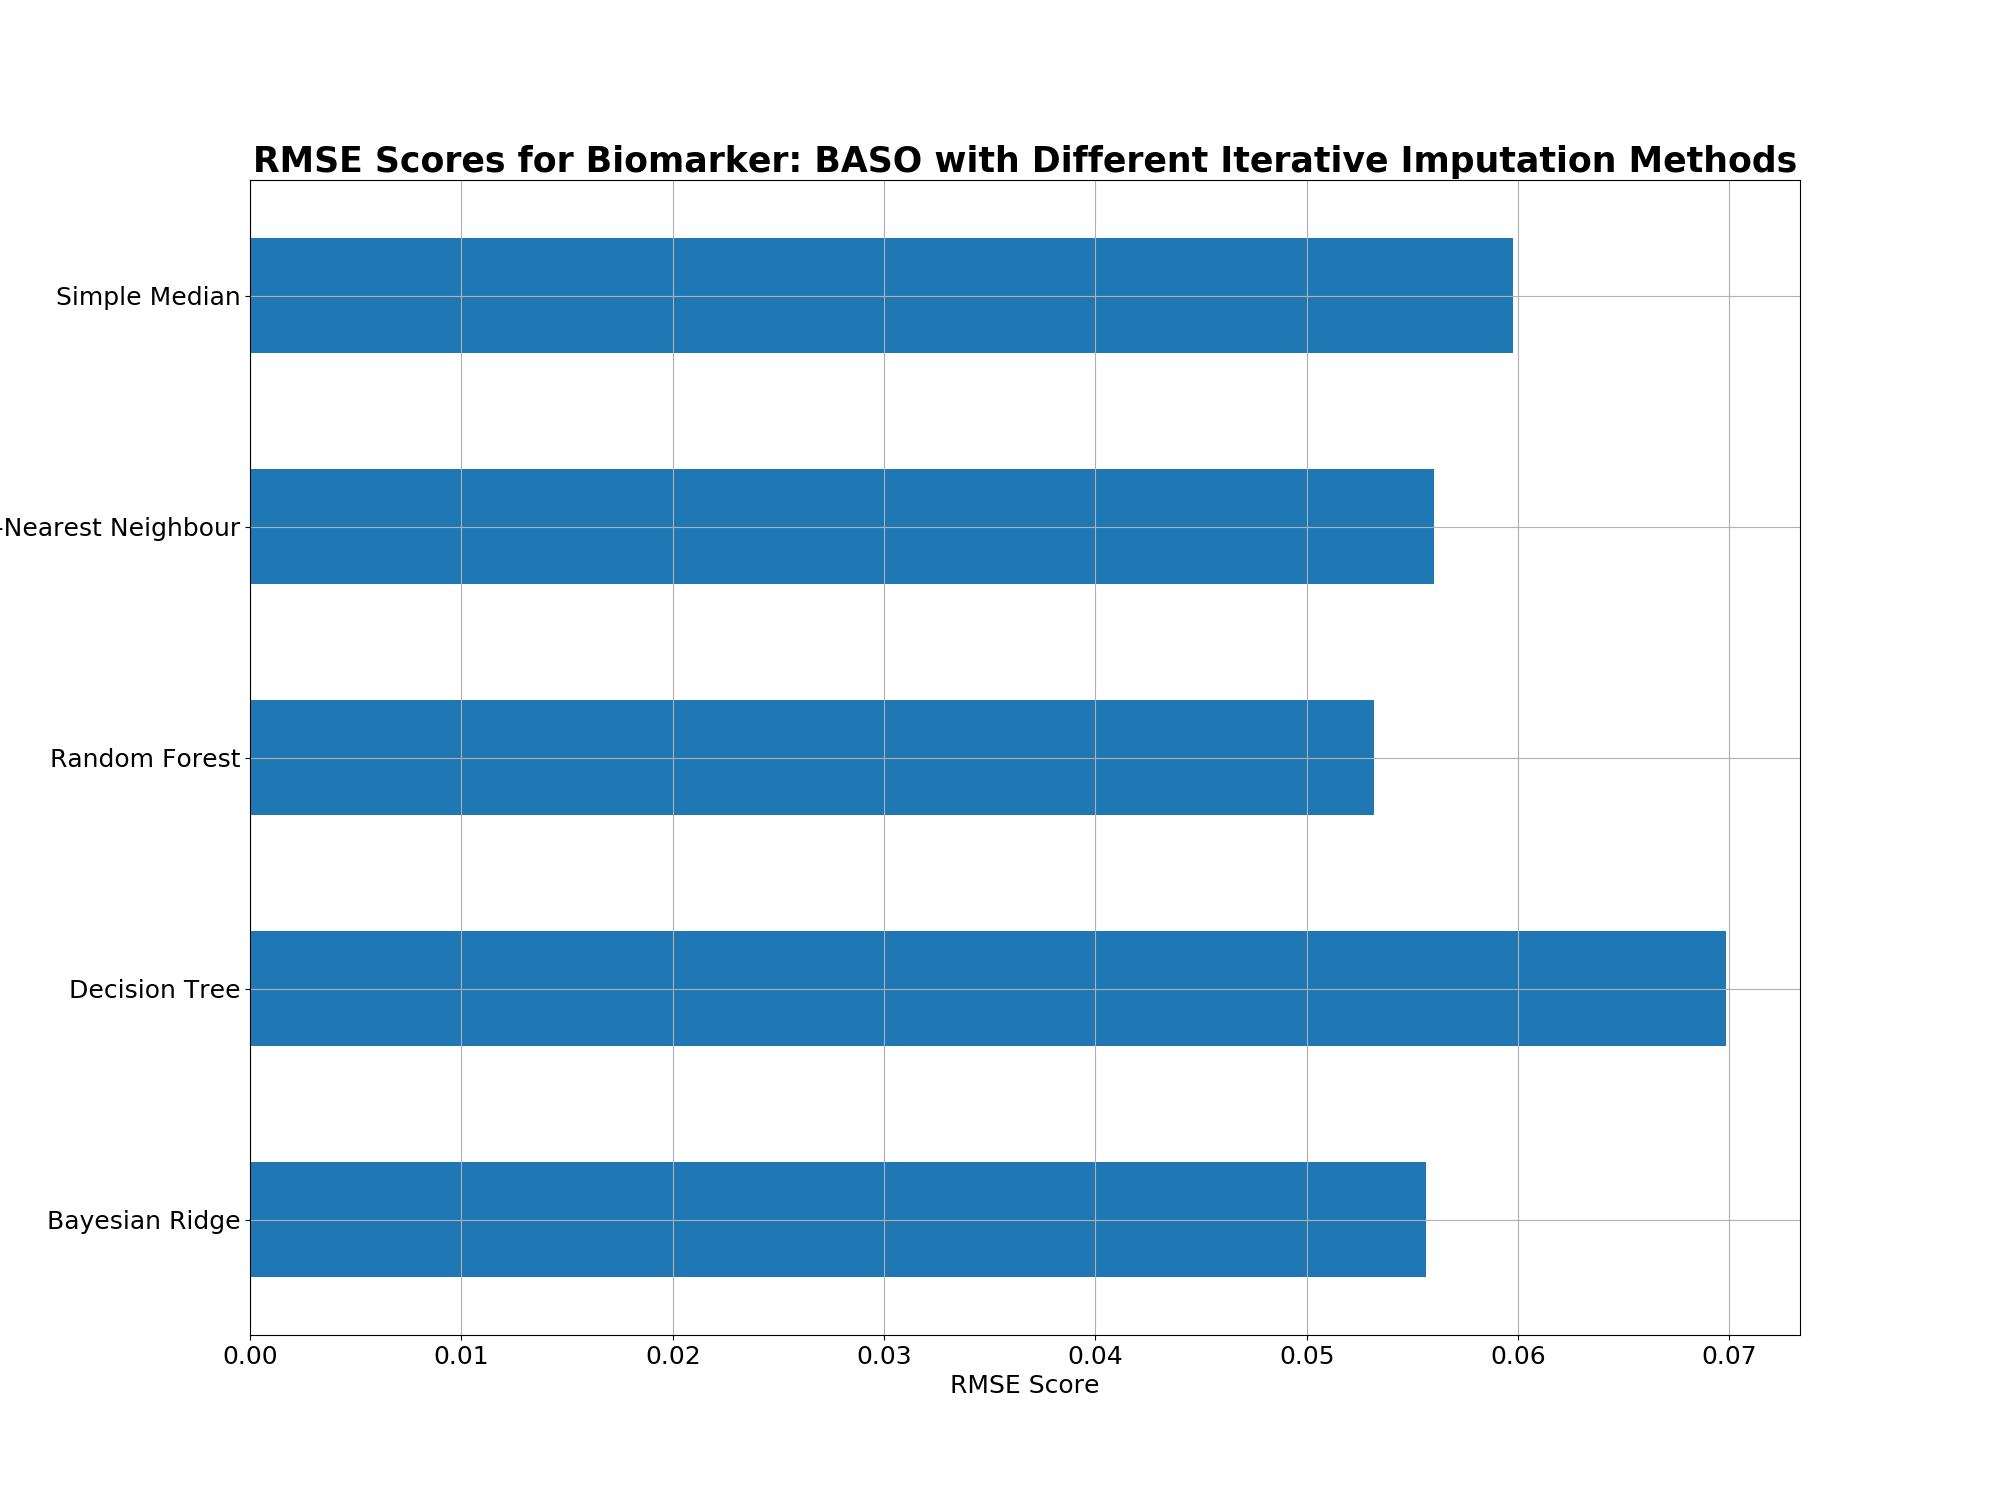 RMSE Scores for Biomarker: BASO with Different Iterative Imputation Methods
Simple Median
-Nearest Neighbour
Random Forest
Decision Tree
Bayesian Ridge
0.00 0.01 0.02 0.03 0.04 0.05 0.06 0.07
RMSE Score